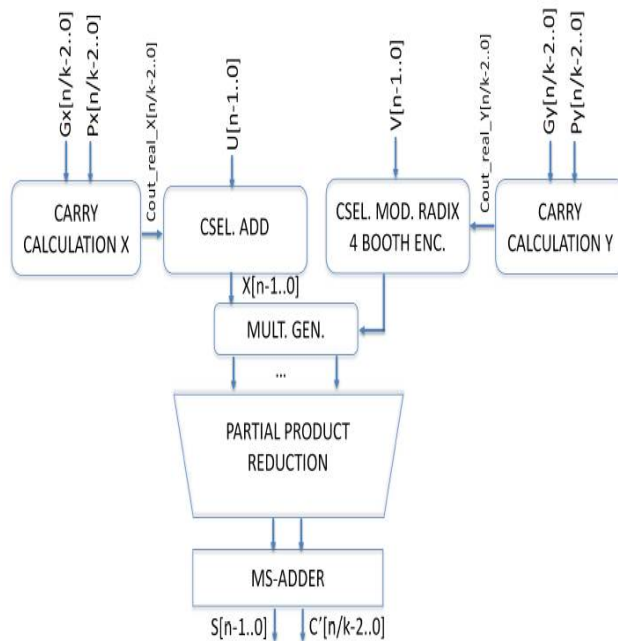 Gx[n/k-2..0]
Px[n/k-2..0]
Cout_real_X[n/k-2..0]
U[n-1..0]
V[n-1..0]
Cout_real_Y[n/k-2..0]
Gy[n/k-2..0]
Py[n/k-2..0]
CARRY
CALCULATION X
CSEL. ADD
CSEL. MOD. RADIX
4 BOOTH ENC.
CARRY
CALCULATION Y
X[n-1..0]
MULT. GEN.
...
PARTIAL PRODUCT
REDUCTION
MS-ADDER
S[n-1..0]
C'[n/k-2..0]